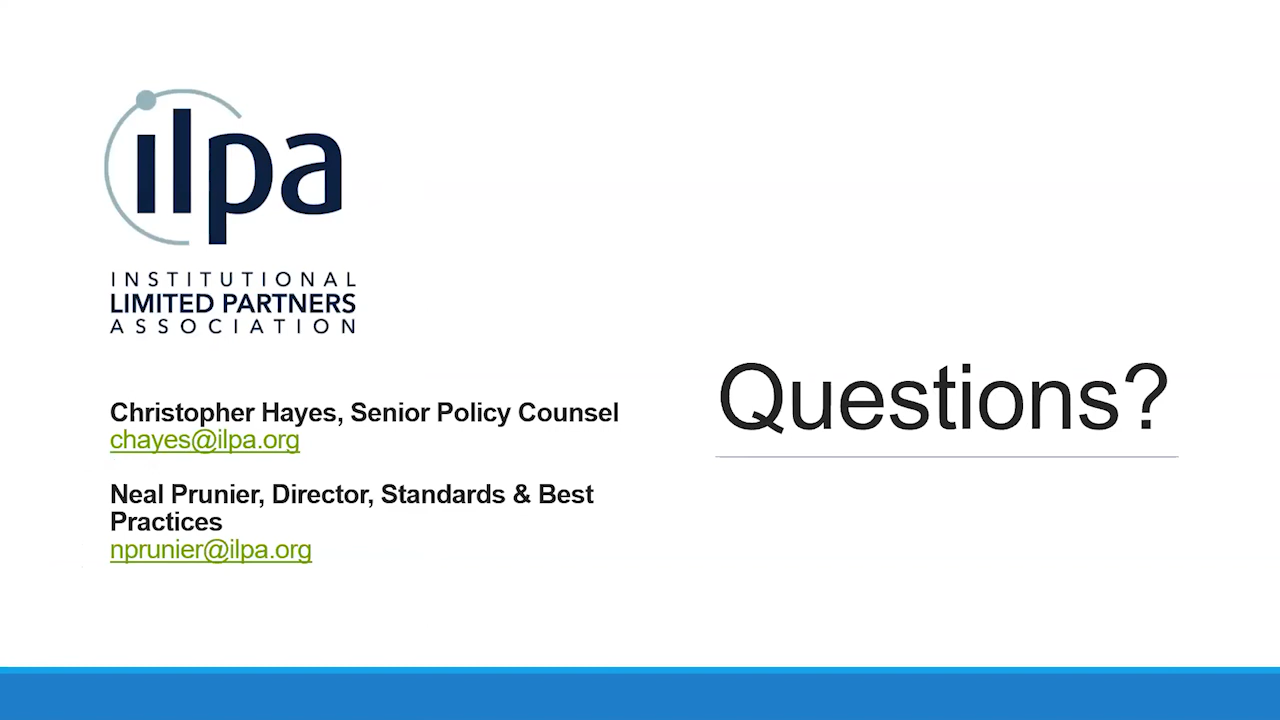 ilpa
INSTITUTIONAL
LIMITED PARTNERS
ASSOCIATION
Christopher Hayes, Senior Policy Counsel
chayes@ilpa.org
Neal Prunier, Director, Standards & Best
Practices
nprunier@ilpa.org
Questions?